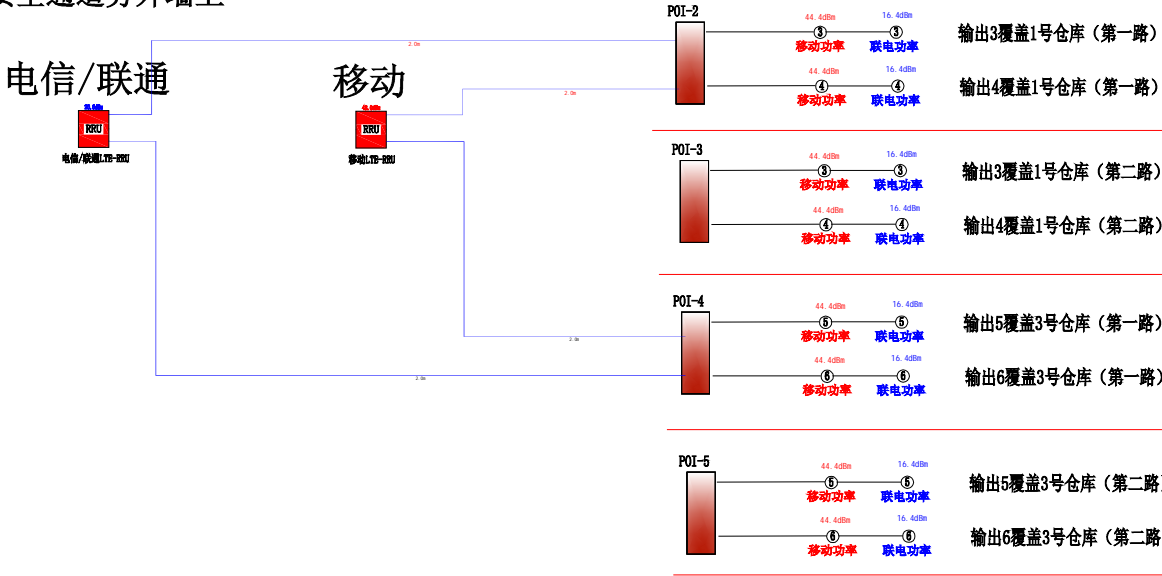 POI-2
44.4dBm
16.4dBm
③
③
输出3覆盖1号仓库（第一路）
移动功率
联电功率
2.0m
电信/联通
移动
44.4dBm
16.4dBm
④
④
输出4覆盖1号仓库（第一路）
移动功率
联电功率
2.0m
RRU
RRU
电信/联通LTE-RRU
移动LTE-RRU
POI-3
44.4dBm
16.4dBm
③
③
输出3覆盖1号仓库（第二路）
移动功率
联电功率
44.4dBm
16.4dBm
④
④
输出4覆盖1号仓库（第二路）
移动功率
联电功率
POI-4
44.4dBm
16.4dBm
⑤
⑤
输出5覆盖3号仓库（第一路）
移动功率
联电功率
2.0m
44.4dBm
16.4dBm
⑥
⑥
输出6覆盖3号仓库（第一路）
移动功率
联电功率
2.0m
POI-5
44.4dBm
16.4dBm
⑤
⑤
输出5覆盖3号仓库（第二路
移动功率
联电功率
44.4dBm
16.4dBm
⑥
⑥
输出6覆盖3号仓库（第二路
移动功率
联电功率